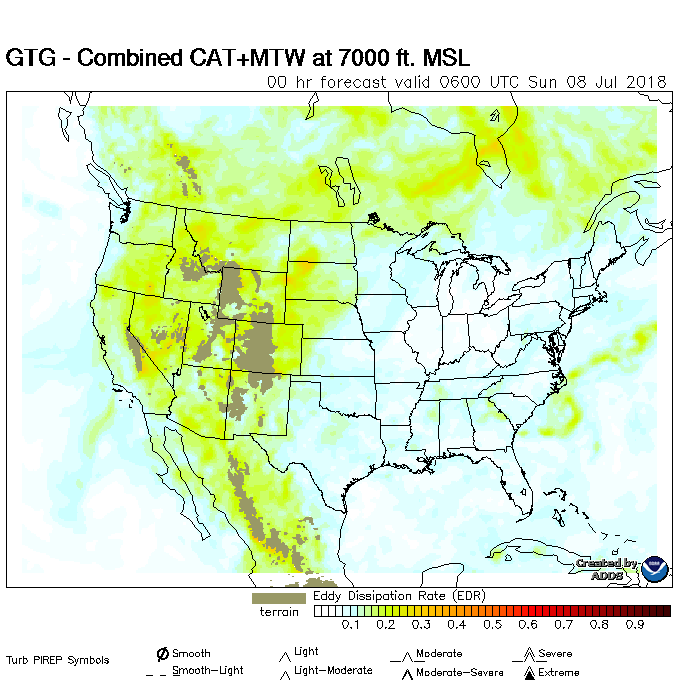 GTG - Combined CAT+MTW at 7000 ft. MSL
00 hr forecast valid 0600 UTC Sun 08 Jul 2018
Created by
ADDS
Eddy Dissipation Rate (EDR)
terrain
0.1 0.2 0.3 0.4 0.5 0.6 0.7 0.8 0.9
Turb PIREP Symbols
Smooth
Light
Moderate
Severe
Smooth-Light
Light-Moderate
Moderate-Severe
Extreme